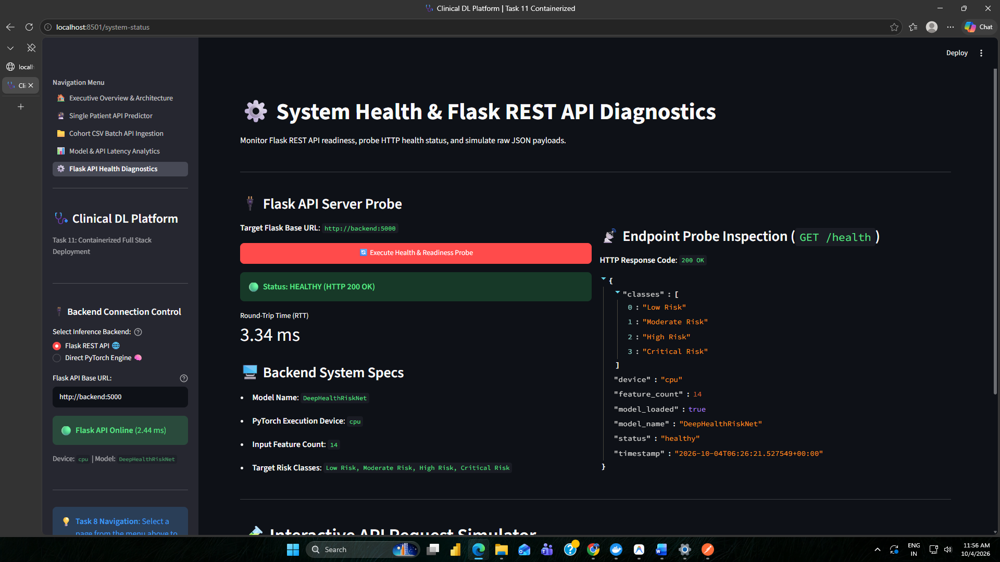 Clinical DL Platform | Task 11 Containerized
localhost:8501/system-status
Chat
localh
Cli
Deploy
Navigation Menu
Executive Overview & Architecture
Single Patient API Predictor
Cohort CSV Batch API Ingestion
Model & API Latency Analytics
Flask API Health Diagnostics
Clinical DL Platform
Task 11: Containerized Full Stack
Deployment
Backend Connection Control
Select Inference Backend:
Flask REST API
Direct PyTorch Engine
Flask API Base URL:
http://backend:5000
Flask API Online (2.44 ms)
Device: cpu | Model: DeepHealthRiskNet
Task 8 Navigation: Select a
page from the menu above to
System Health & Flask REST API Diagnostics
Monitor Flask REST API readiness, probe HTTP health status, and simulate raw JSON payloads.
Flask API Server Probe
Target Flask Base URL: http://backend:5000
Execute Health & Readiness Probe
Status: HEALTHY (HTTP 200 OK)
Round-Trip Time (RTT)
3.34 ms
Backend System Specs
Model Name: DeepHealthRiskNet
PyTorch Execution Device: cpu
Input Feature Count: 14
Target Risk Classes: Low Risk, Moderate Risk, High Risk, Critical Risk
Endpoint Probe Inspection ( GET /health )
HTTP Response Code: 200 OK
{
"classes" : [
0 : "Low Risk"
1 : "Moderate Risk"
2 : "High Risk"
3 : "Critical Risk"
]
"device" : "cpu"
"feature_count" : 14
"model_loaded" : true
"model_name" : "DeepHealthRiskNet"
"status" : "healthy"
"timestamp" : "2026-10-04T06:26:21.527549+00:00"
}
Interactive API Request Simulator
Search
ENG
IN
11:56 AM
10/4/2026